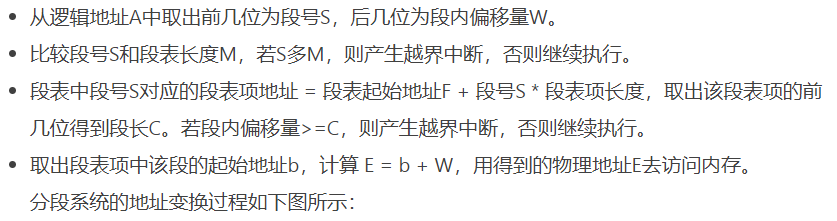 • 从逻辑地址A中取出前几位为段号S，后几位为段内偏移量W。
• 比较段号S和段表长度M，若S多M，则产生越界中断，否则继续执行。
• 段表中段号S对应的段表项地址 = 段表起始地址F + 段号S * 段表项长度，取出该段表项的前
几位得到段长C。若段内偏移量>=C，则产生越界中断，否则继续执行。
• 取出段表项中该段的起始地址b，计算 E = b + W，用得到的物理地址E去访问内存。
分段系统的地址变换过程如下图所示：